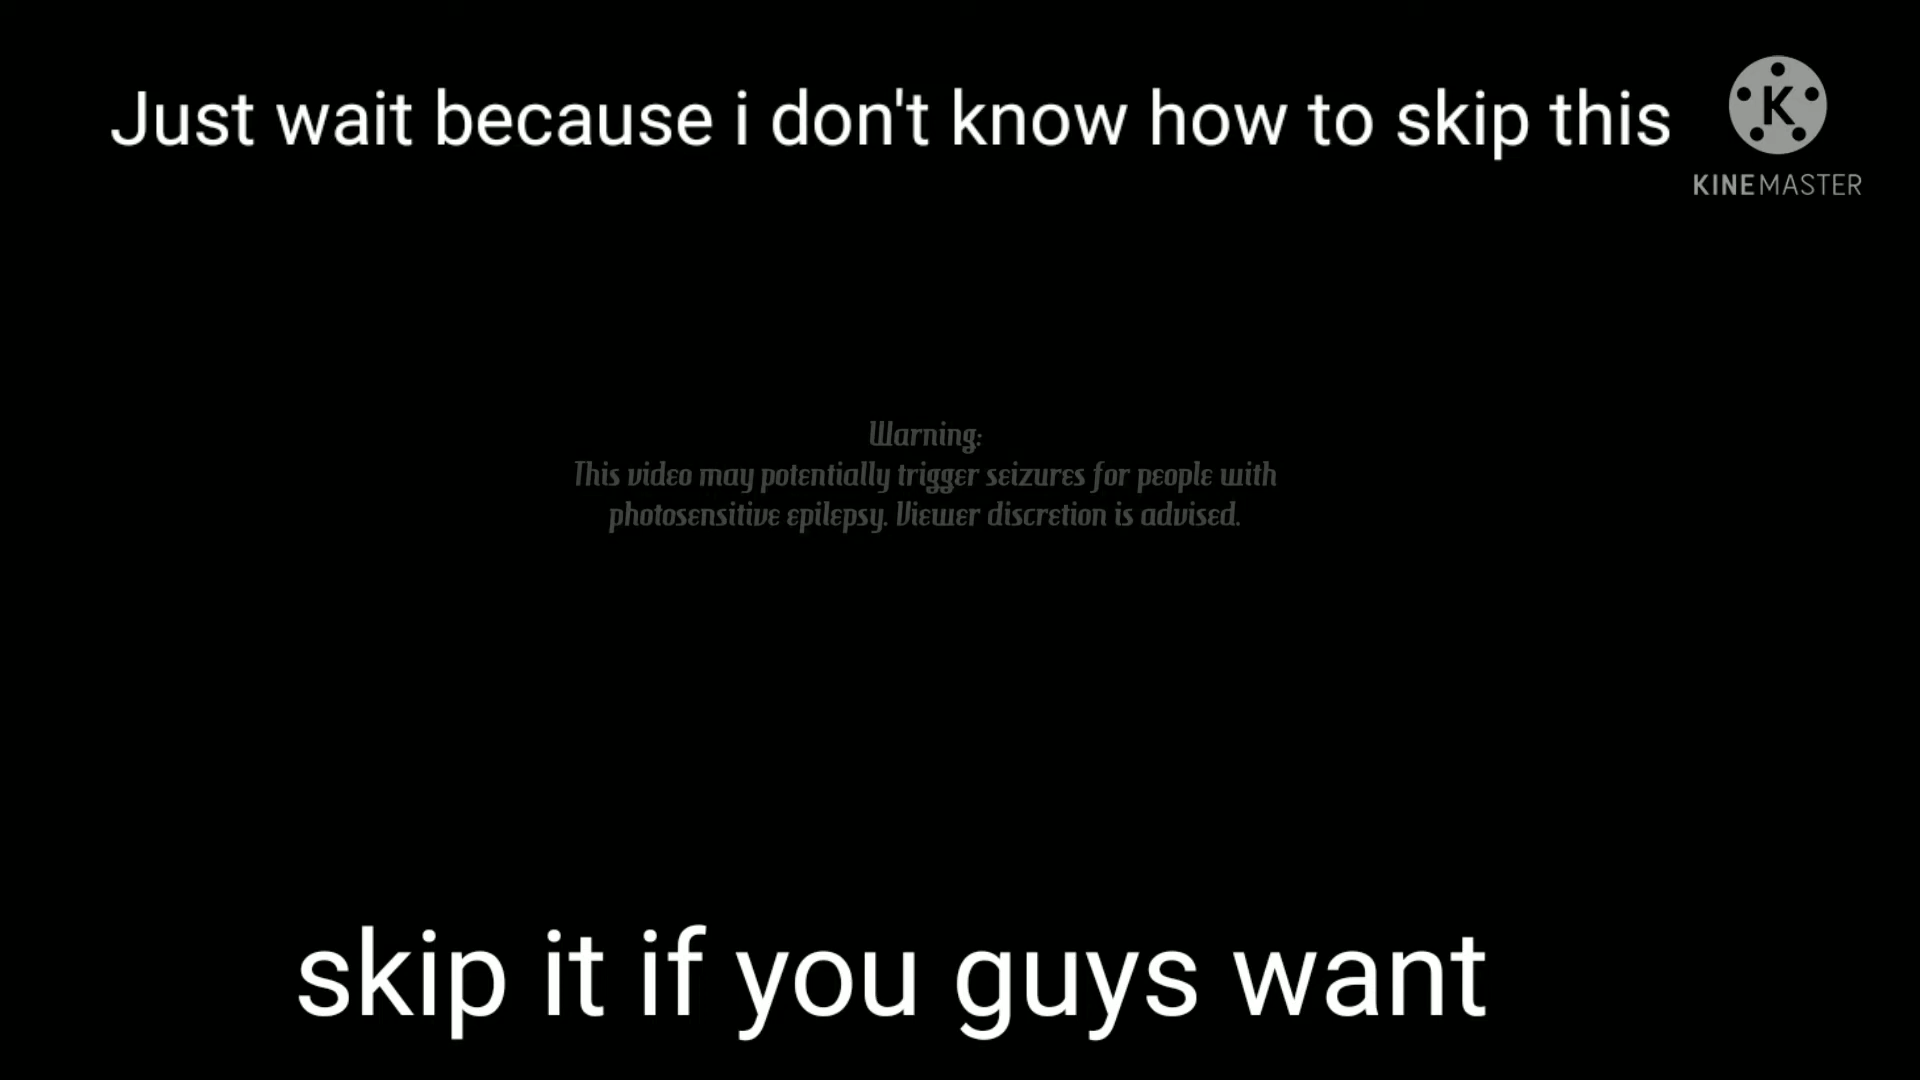 Just wait because i don't know how to skip this
K
KINEMASTER
Warning:
This video may potentially trigger seizures for people with
photosensitive epilepsy. Viewer discretion is advised.
skip it if you guys want